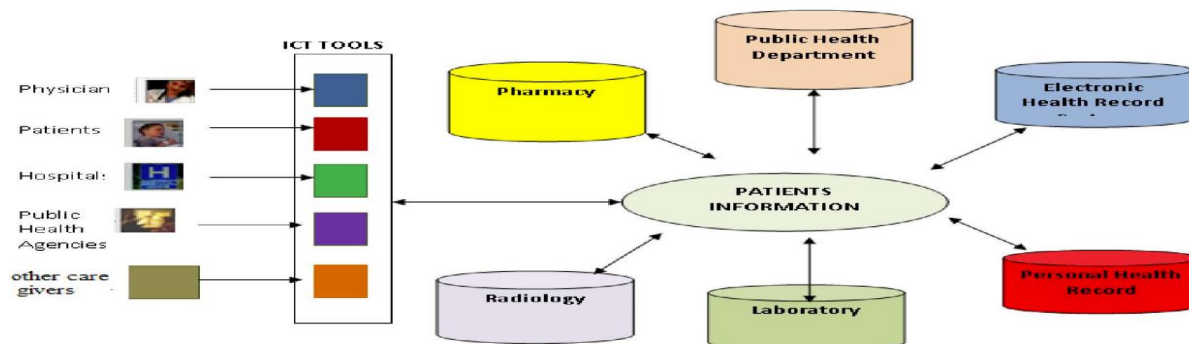 ICT TOOLS
Physician
Patients
Hospitals
Public
Health
Agencies
other care
givers
H
Pharmacy
Public Health
Department
Electronic
Health Record
PATIENTS
INFORMATION
Radiology
Laboratory
Personal Health
Record